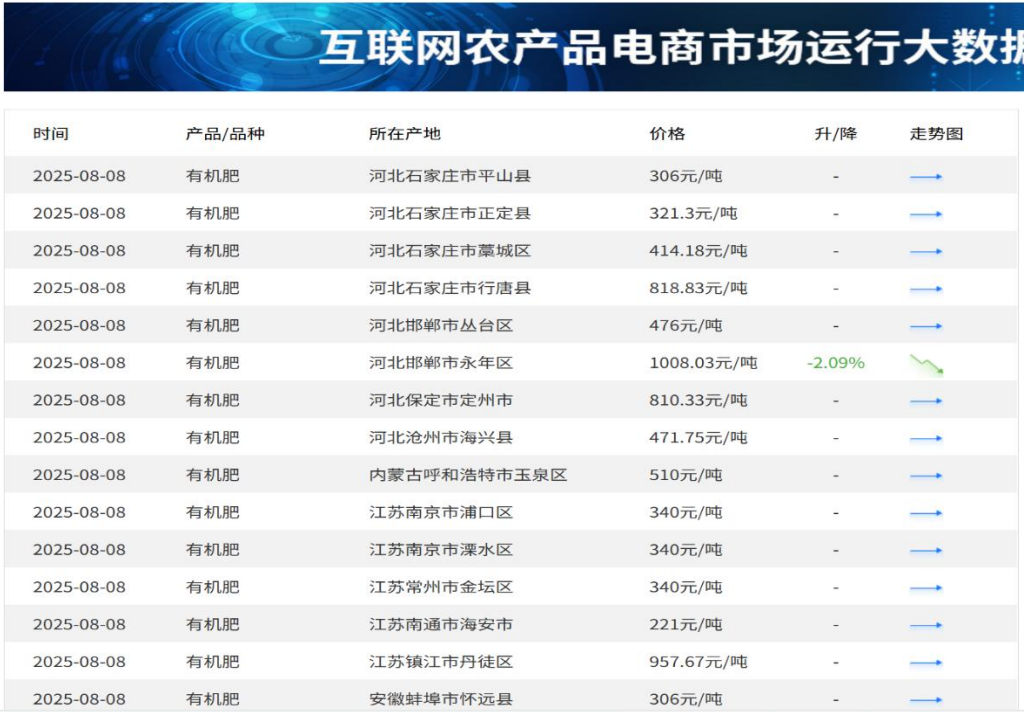 互联网农产品电商市场运行大数据
时间 产品/品种 所在产地 价格 升/降 走势图
2025-08-08 有机肥 河北石家庄市平山县 306元/吨 -
2025-08-08 有机肥 河北石家庄市正定县 321.3元/吨 -
2025-08-08 有机肥 河北石家庄市藁城区 414.18元/吨 -
2025-08-08 有机肥 河北石家庄市行唐县 818.83元/吨 -
2025-08-08 有机肥 河北邯郸市丛台区 476元/吨 -
2025-08-08 有机肥 河北邯郸市永年区 1008.03元/吨 -2.09%
2025-08-08 有机肥 河北保定市定州市 810.33元/吨 -
2025-08-08 有机肥 河北沧州市海兴县 471.75元/吨 -
2025-08-08 有机肥 内蒙古呼和浩特市玉泉区 510元/吨 -
2025-08-08 有机肥 江苏南京市浦口区 340元/吨 -
2025-08-08 有机肥 江苏南京市溧水区 340元/吨 -
2025-08-08 有机肥 江苏常州市金坛区 340元/吨 -
2025-08-08 有机肥 江苏南通市海安市 221元/吨 -
2025-08-08 有机肥 江苏镇江市丹徒区 957.67元/吨 -
2025-08-08 有机肥 安徽蚌埠市怀远县 306元/吨 -